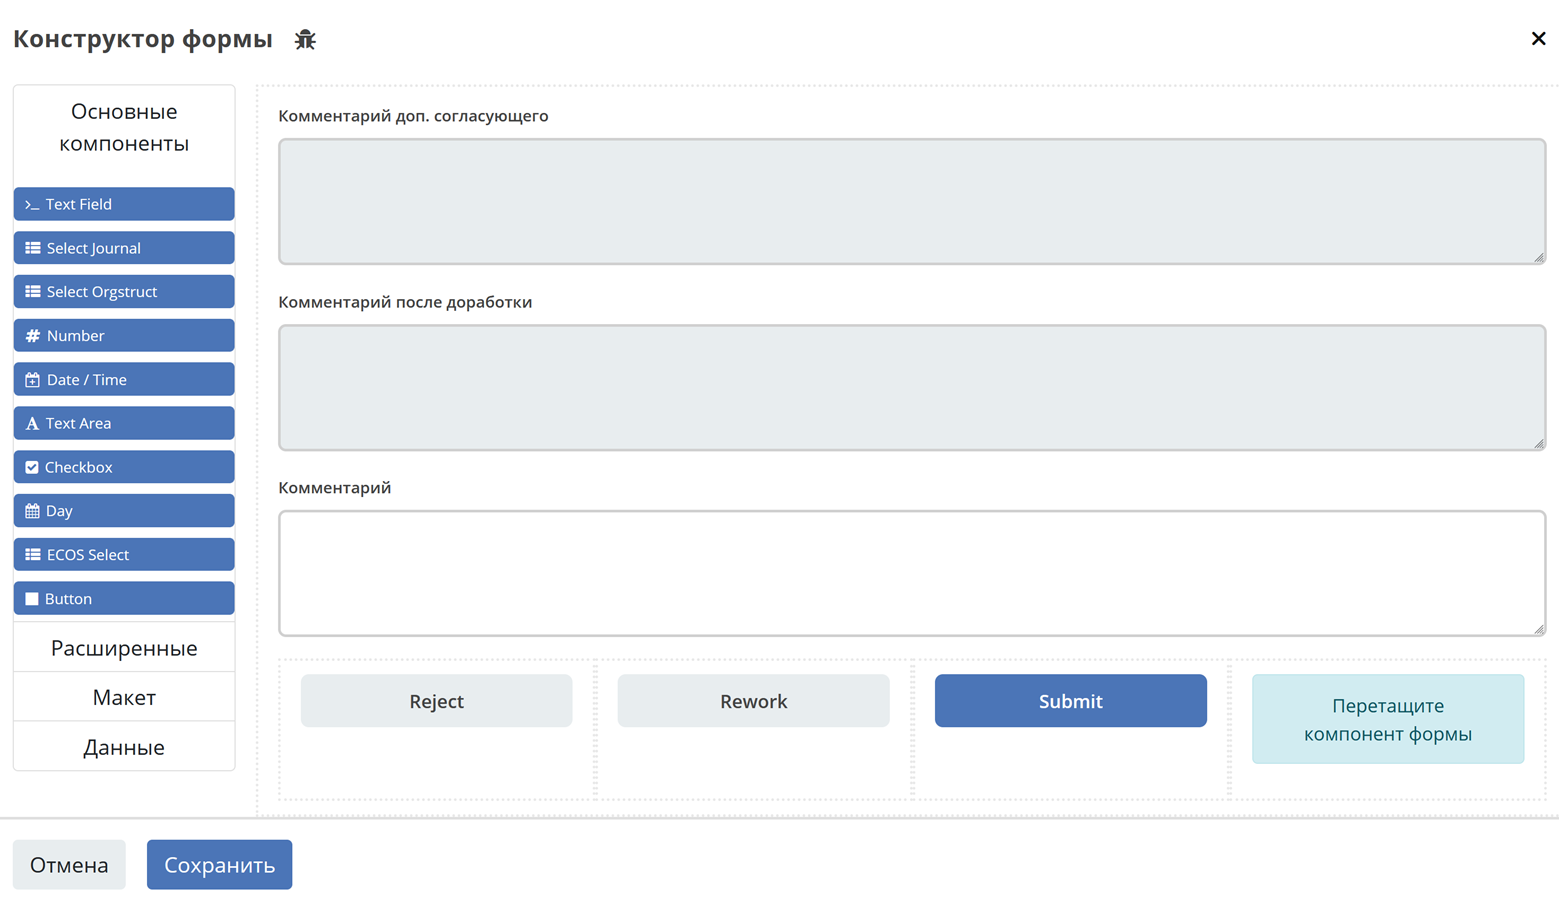 Конструктор формы
Основные
компоненты
Text Field
Select Journal
Select Orgstruct
Number
Date / Time
Text Area
Checkbox
Day
ECOS Select
Button
Расширенные
Макет
Данные
Комментарий доп. согласующего
Комментарий после доработки
Комментарий
Reject
Rework
Submit
Перетащите
компонент формы
Отмена
Сохранить